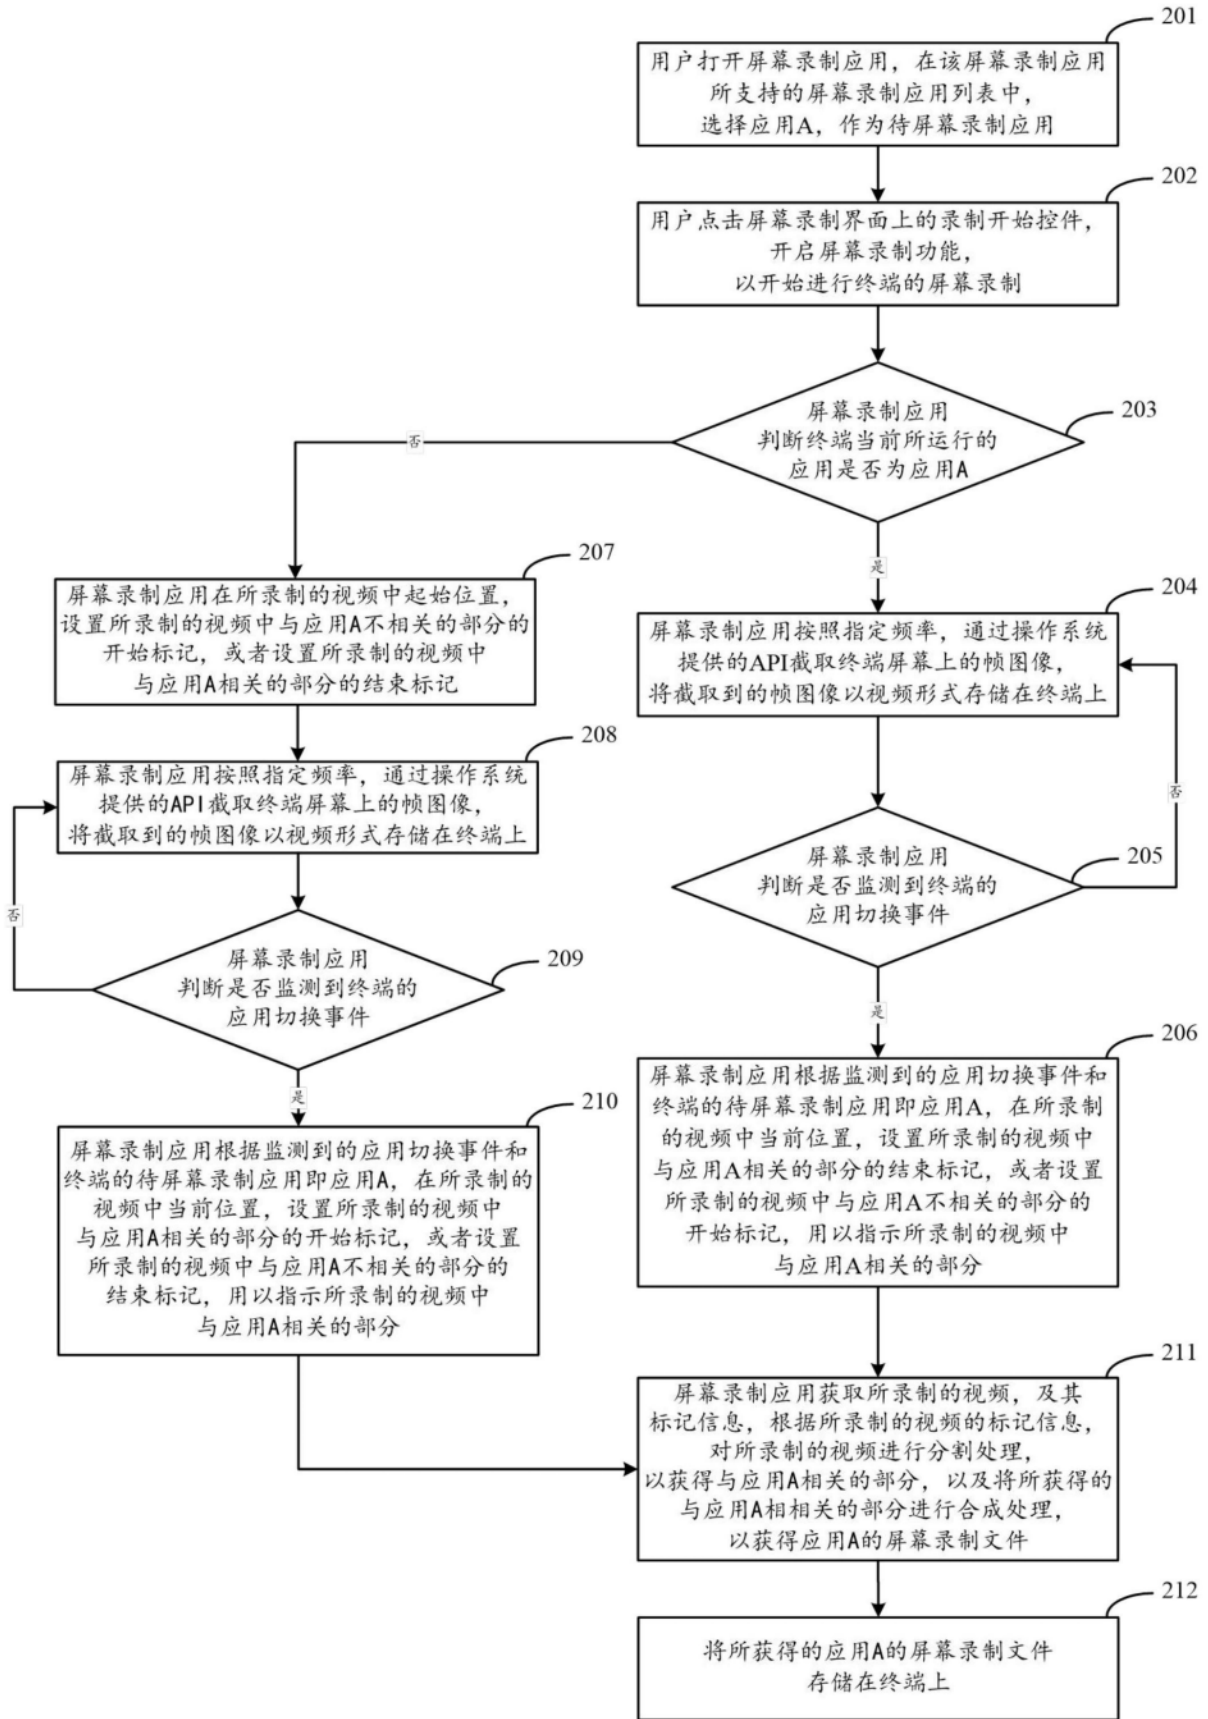 201
用户打开屏幕录制应用，在该屏幕录制应用
所支持的屏幕录制应用列表中，
选择应用A，作为待屏幕录制应用
202
用户点击屏幕录制界面上的录制开始控件，
开启屏幕录制功能，
以开始进行终端的屏幕录制
203
屏幕录制应用
判断终端当前所运行的
应用是否为应用A
否
是
207
屏幕录制应用在所录制的视频中起始位置，
设置所录制的视频中与应用A不相关的部分的
开始标记，或者设置所录制的视频中
与应用A相关的部分的结束标记
204
屏幕录制应用按照指定频率，通过操作系统
提供的API截取终端屏幕上的帧图像，
将截取到的帧图像以视频形式存储在终端上
208
屏幕录制应用按照指定频率，通过操作系统
提供的API截取终端屏幕上的帧图像，
将截取到的帧图像以视频形式存储在终端上
否
205
屏幕录制应用
判断是否监测到终端的
应用切换事件
否
209
屏幕录制应用
判断是否监测到终端的
应用切换事件
是
是
206
屏幕录制应用根据监测到的应用切换事件和
终端的待屏幕录制应用即应用A，在所录制
的视频中当前位置，设置所录制的视频中
与应用A相关的部分的结束标记，或者设置
所录制的视频中与应用A不相关的部分的
开始标记，用以指示所录制的视频中
与应用A相关的部分
210
屏幕录制应用根据监测到的应用切换事件和
终端的待屏幕录制应用即应用A，在所录制的
视频中当前位置，设置所录制的视频中
与应用A相关的部分的开始标记，或者设置
所录制的视频中与应用A不相关的部分的
结束标记，用以指示所录制的视频中
与应用A相关的部分
211
屏幕录制应用获取所录制的视频，及其
标记信息，根据所录制的视频的标记信息，
对所录制的视频进行分割处理，
以获得与应用A相关的部分，以及将所获得的
与应用A相相关的部分进行合成处理，
以获得应用A的屏幕录制文件
212
将所获得的应用A的屏幕录制文件
存储在终端上